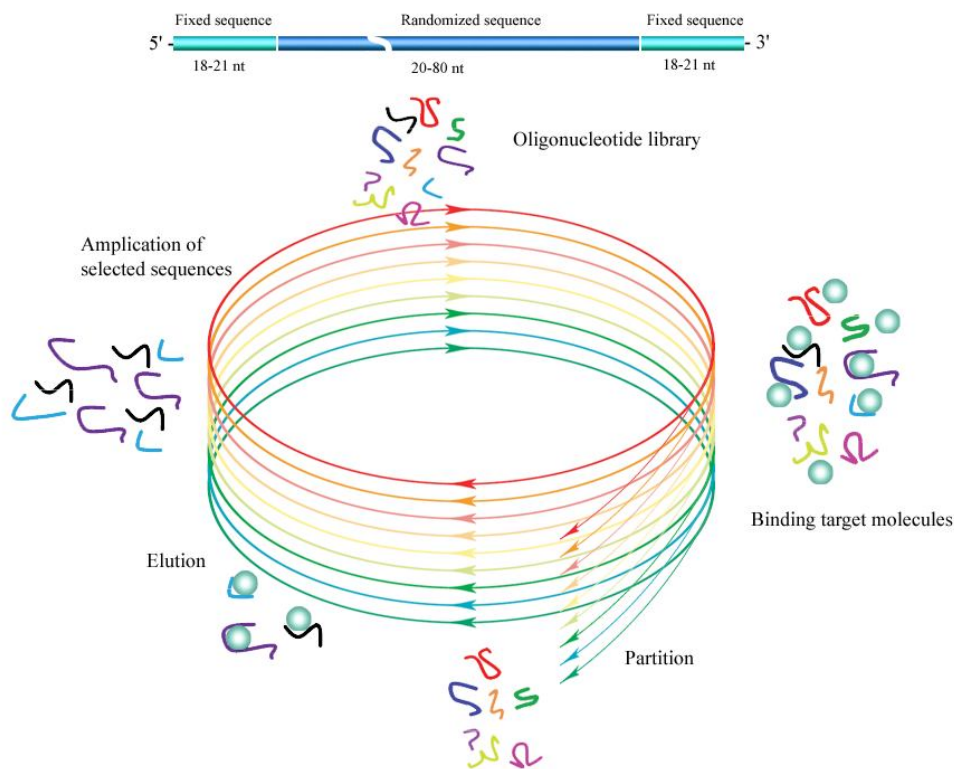 Fixed sequence Randomized sequence Fixed sequence
5' - - 3'
18-21 nt 20-80 nt 18-21 nt
Oligonucleotide library
Amplication of
selected sequences
Binding target molecules
Elution
Partition